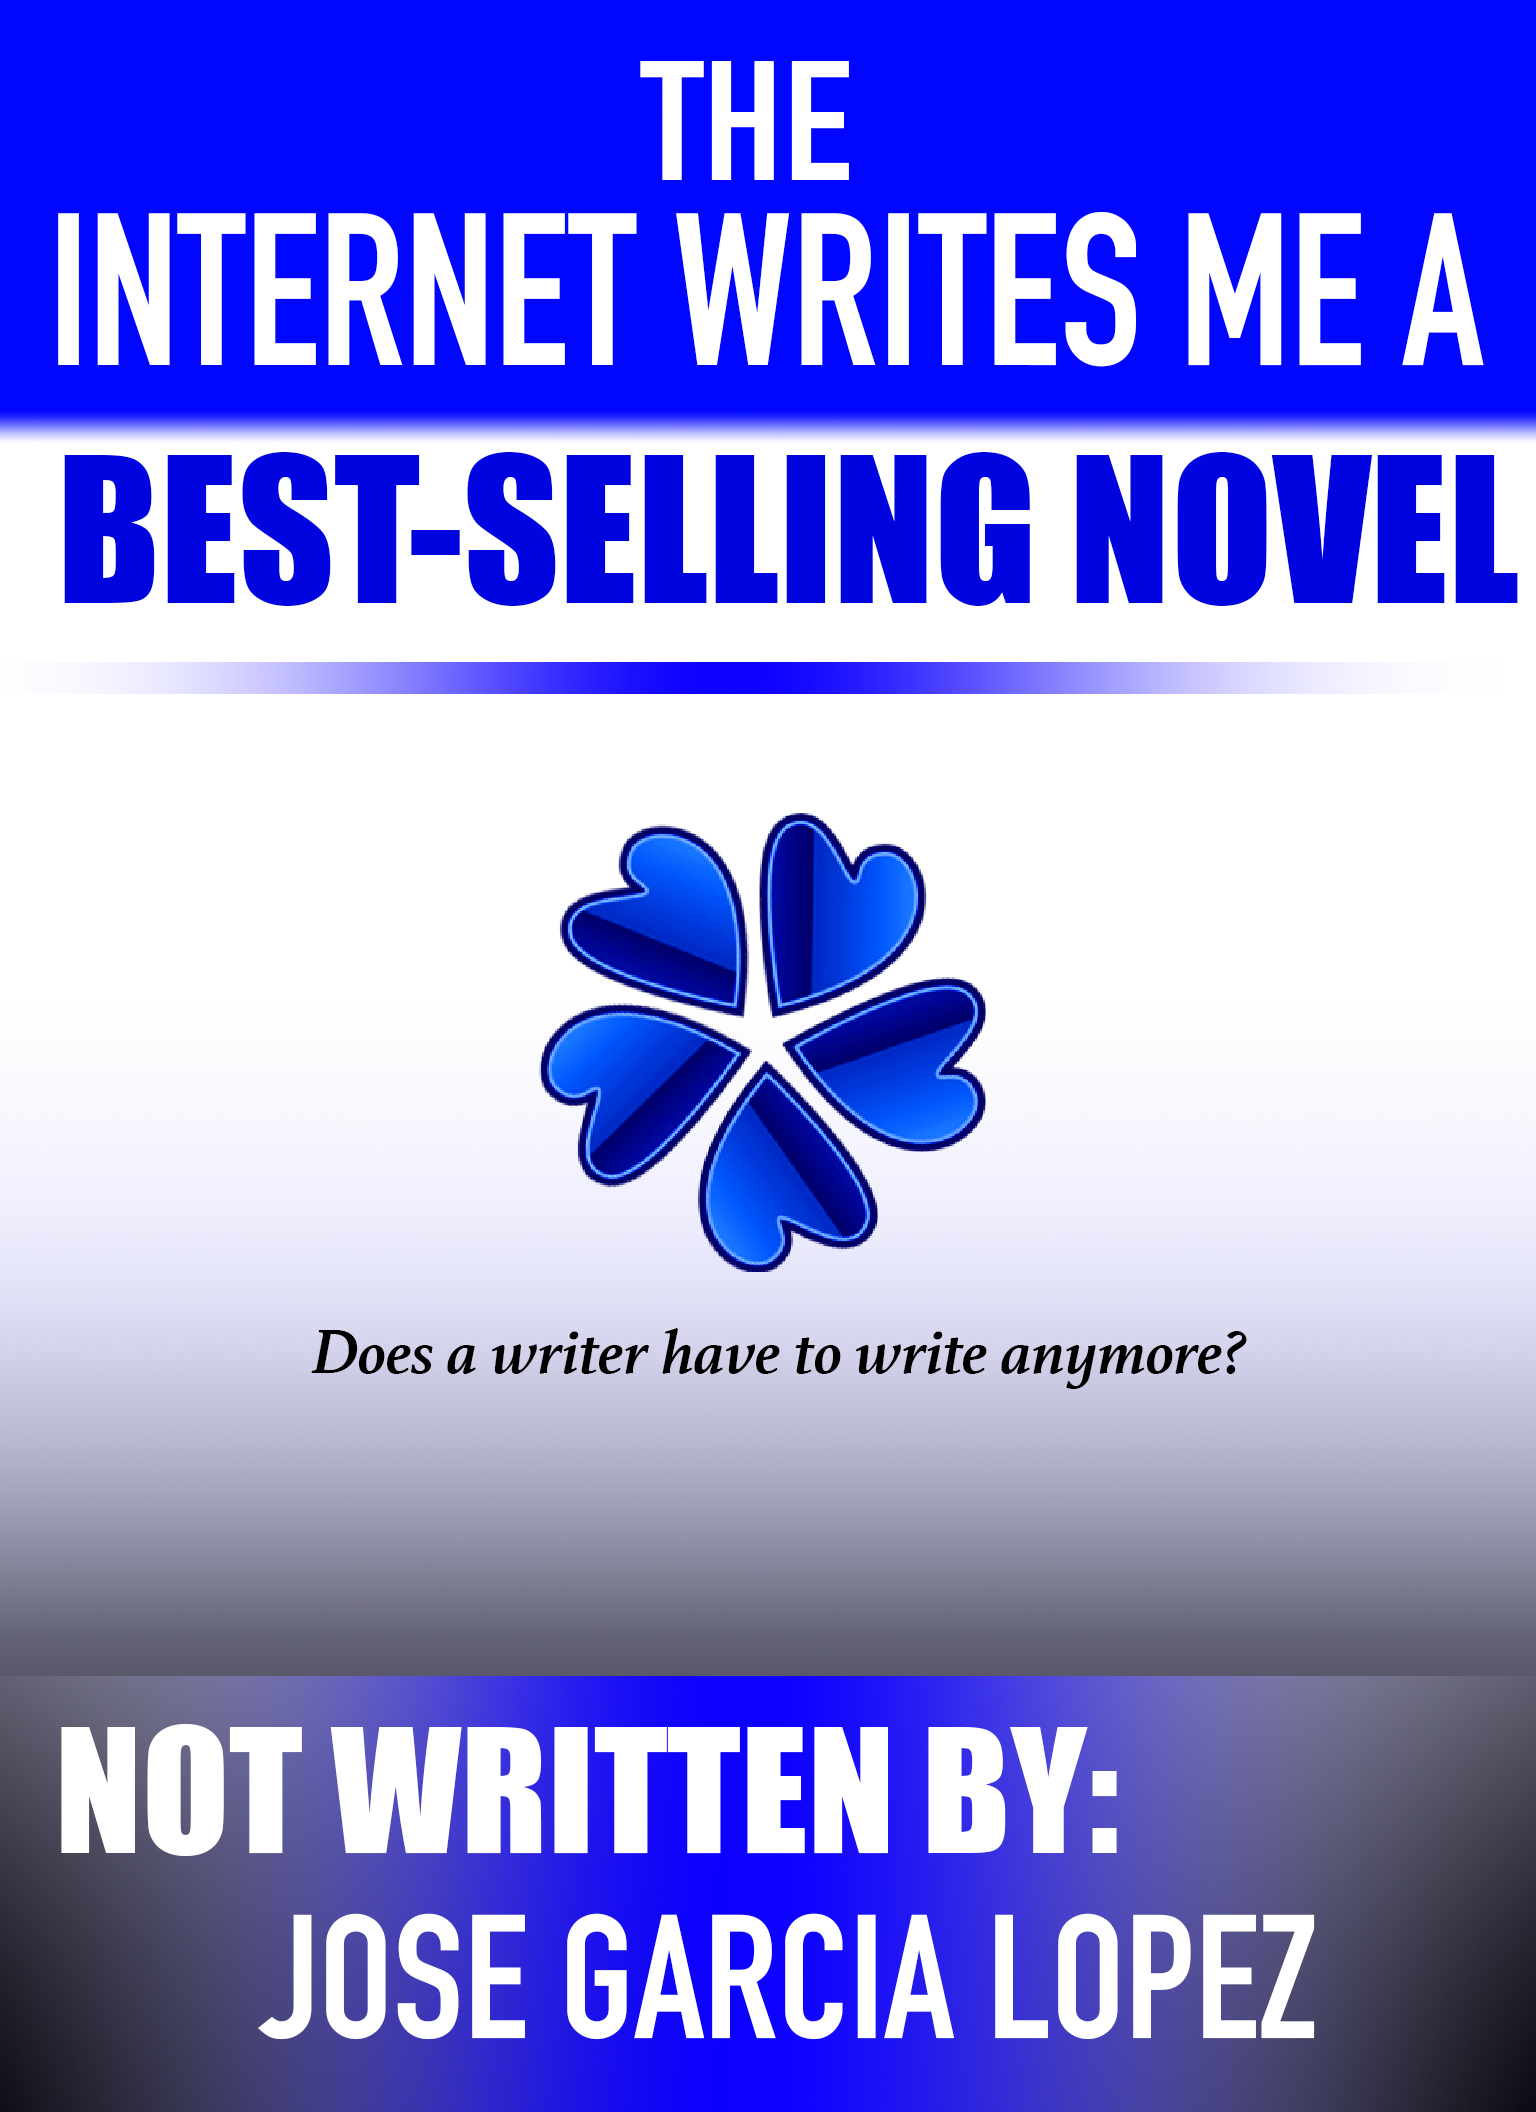 THE
INTERNET WRITES ME A
BEST-SELLING NOVEL
Does a writer have to write anymore?
NOT WRITTEN BY:
JOSE GARCIA LOPEZ